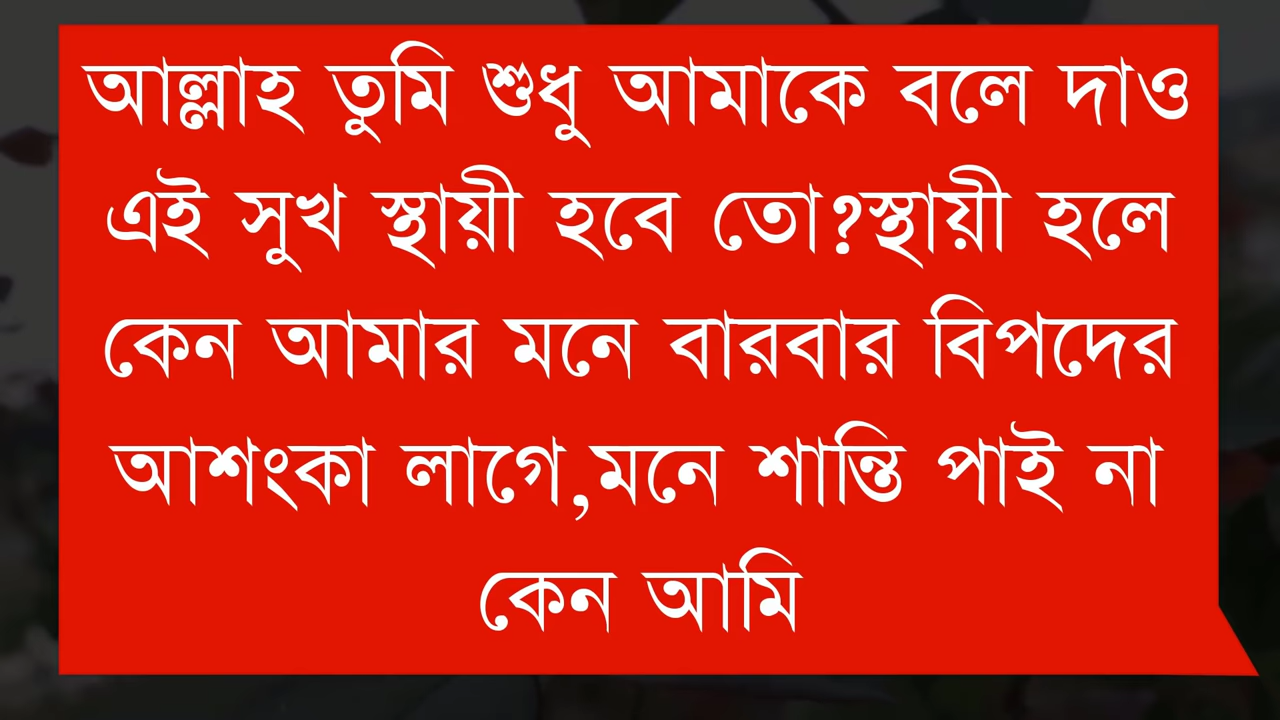 আল্লাহ তুমি শুধু আমাকে বলে দাও
এই সুখ স্থায়ী হবে তো?স্থায়ী হলে
কেন আমার মনে বারবার বিপদের
আশংকা লাগে,মনে শান্তি পাই না
কেন আমি